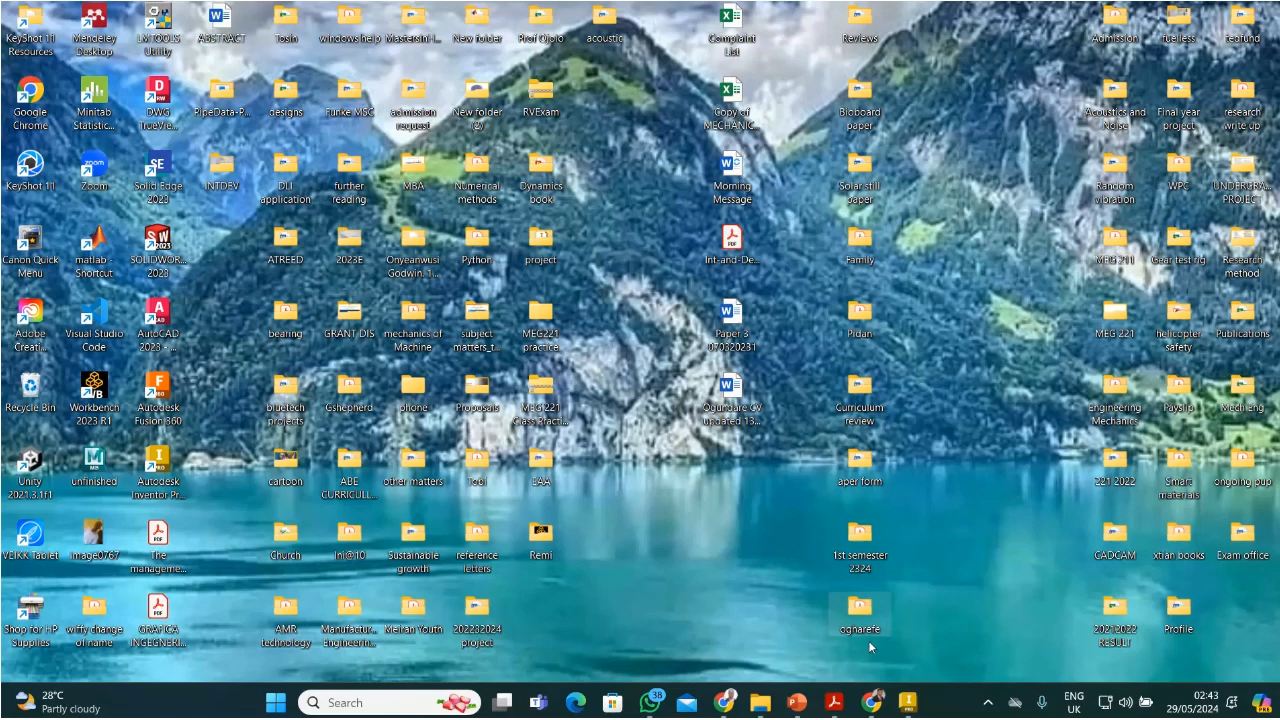 KeyShot 11
Resources
Mendeley
Desktop
LMTOOLS
Utility
ABSTRACT
Tosin
windows help
Mastersini-I...
New folder
Prof Ojolo
acoustic
Complaint
List
Reviews
Admission
fuelless
tedfund
Google
Chrome
Minitab
Statistic...
DWG
TrueVie...
PipeData-P...
designs
Funke MSC
admission
request
New folder
(2)
RVExam
Copy of
MECHANIC...
Bioboard
paper
Acoustics and
Noise
Final year
project
research
write up
KeyShot 11
Zoom
Solid Edge
2023
INTDEV
DLI
application
further
reading
MBA
Numerical
methods
Dynamics
book
Morning
Message
Solar still
paper
Random
vibration
WPC
UNDERGRA...
PROJECT
Canon Quick
Menu
matlab -
Shortcut
SOLIDWOR...
2023
ATREED
2023E
Onyeanwusi
Godwin. 1...
Python
project
Int-and-De...
Family
MEG 211
Gear test rig
Research
method
Adobe
Creati...
Visual Studio
Code
AutoCAD
2023 - ...
bearing
GRANT DIS
mechanics of
Machine
subject
matters_t...
MEG221
practice
Paper 3
070320231
Pidan
MEG 221
helicopter
safety
Publications
Recycle Bin
Workbench
2023 R1
Autodesk
Fusion 360
bluetech
projects
Gshepherd
phone
Proposals
MEG 221
Class Practi...
Ogundare CV
updated 13...
Curriculum
review
Engineering
Mechanics
Payslip
Mech Eng
Unity
2021.3.1f1
unfinished
Autodesk
Inventor Pr...
cartoon
ABE
CURRICULL...
other matters
Tobi
EAA
aper form
221 2022
Smart
materials
ongoing pup
VEIKK Tablet
image0767
The
manageme...
Church
Ini@10
Sustainable
growth
reference
letters
Remi
1st semester
2324
CADCAM
xtian books
Exam office
Shop for HP
Supplies
wiffy change
of name
GRAFICA
INGEGNERI...
AMR
technology
Manufactur...
Engineerin...
Meiran Youth
202232024
project
ognarefe
20212022
RESULT
Profile
28°C
Partly cloudy
Search
38
ENG
UK
02:43
29/05/2024